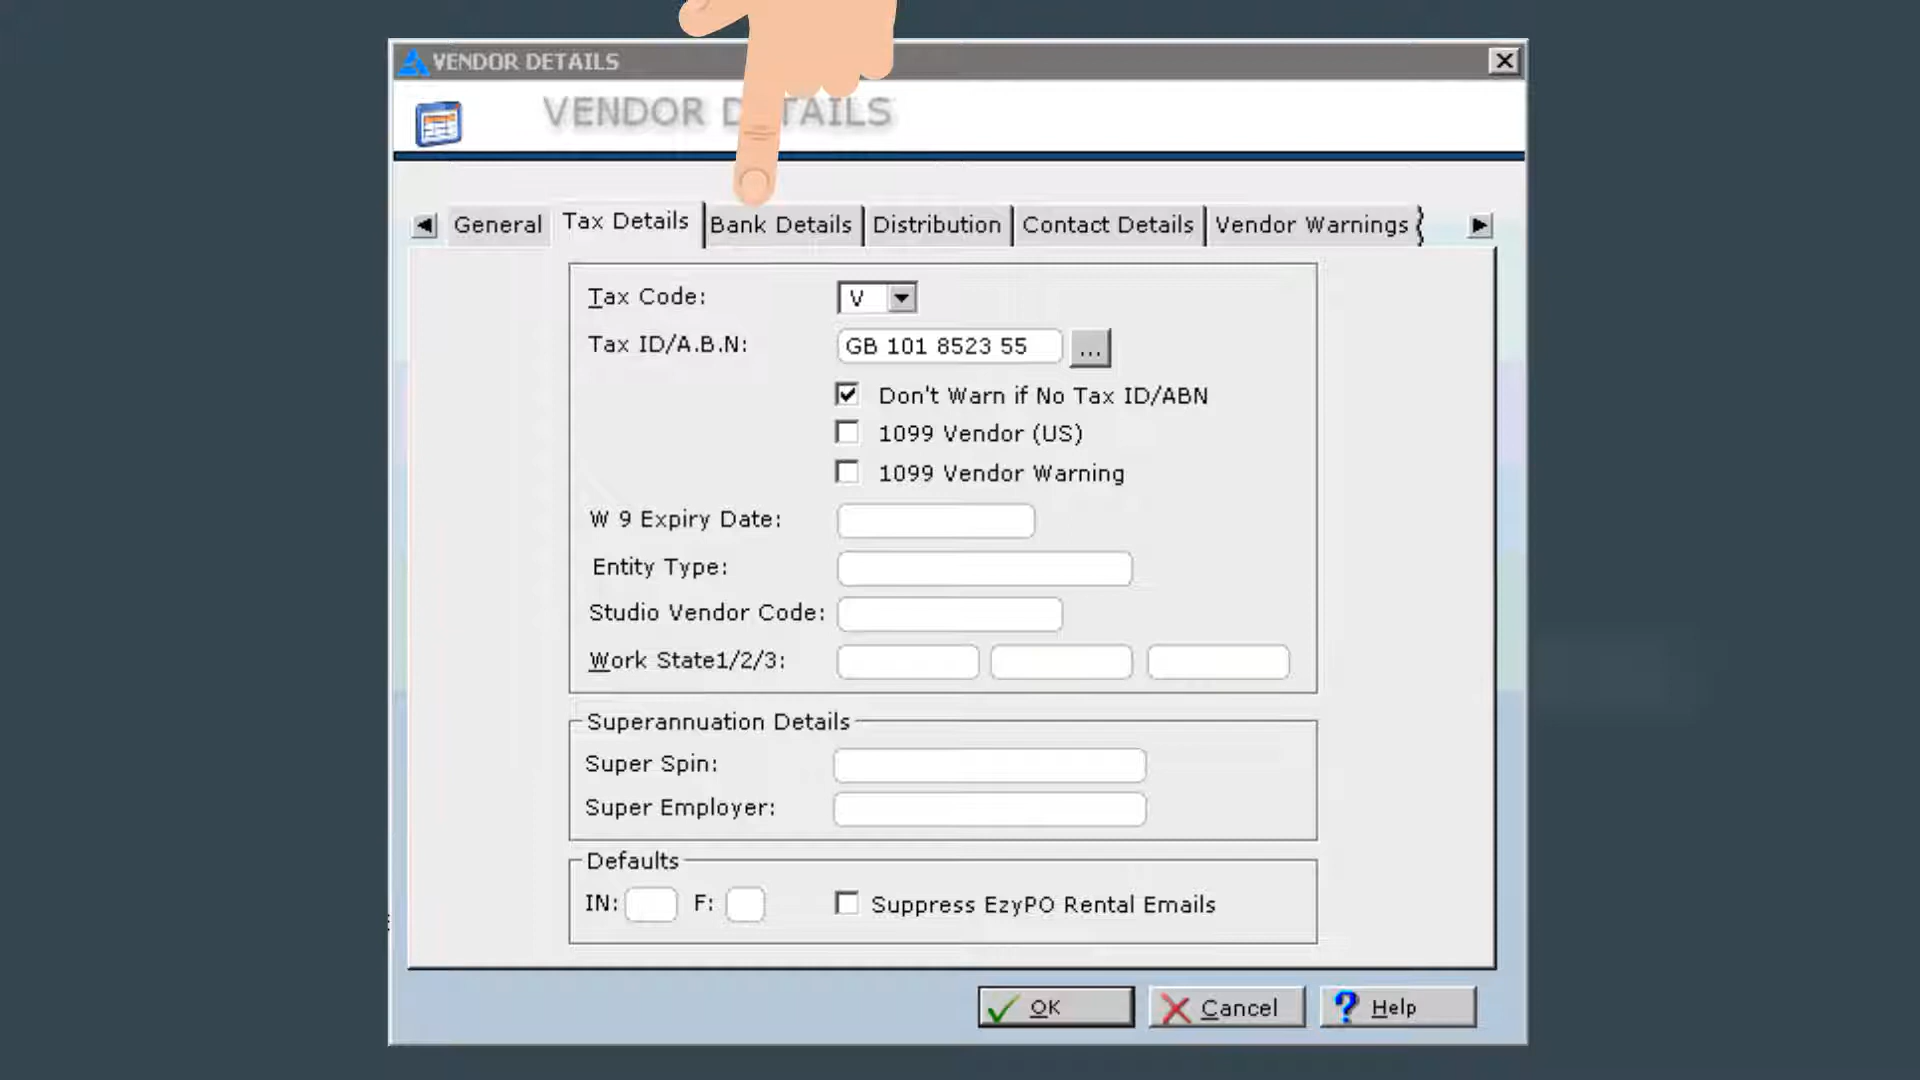 VENDOR DETAILS
VENDOR DETAILS
General Tax Details Bank Details Distribution Contact Details Vendor Warnings
Tax Code: V
Tax ID/A.B.N: GB 101 8523 55 ...
Don't Warn if No Tax ID/ABN
1099 Vendor (US)
1099 Vendor Warning
W 9 Expiry Date:
Entity Type:
Studio Vendor Code:
Work State1/2/3:
Superannuation Details
Super Spin:
Super Employer:
Defaults
IN: F: Suppress EzyPO Rental Emails
OK Cancel Help